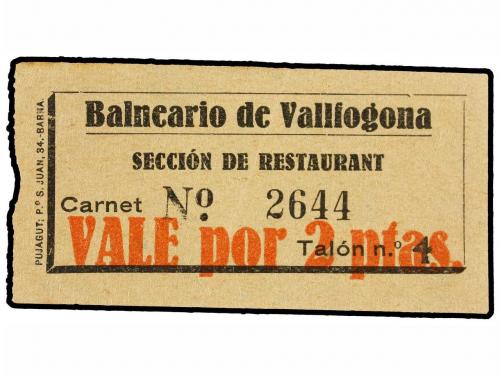 Balneario de Vallfogona
SECCIÓN DE RESTAURANT
Carnet Nº 2644
VALE por 2 ptas.
Talón n.º 4
PUJAGUT: P.º S. JUAN, 34.-BARNA